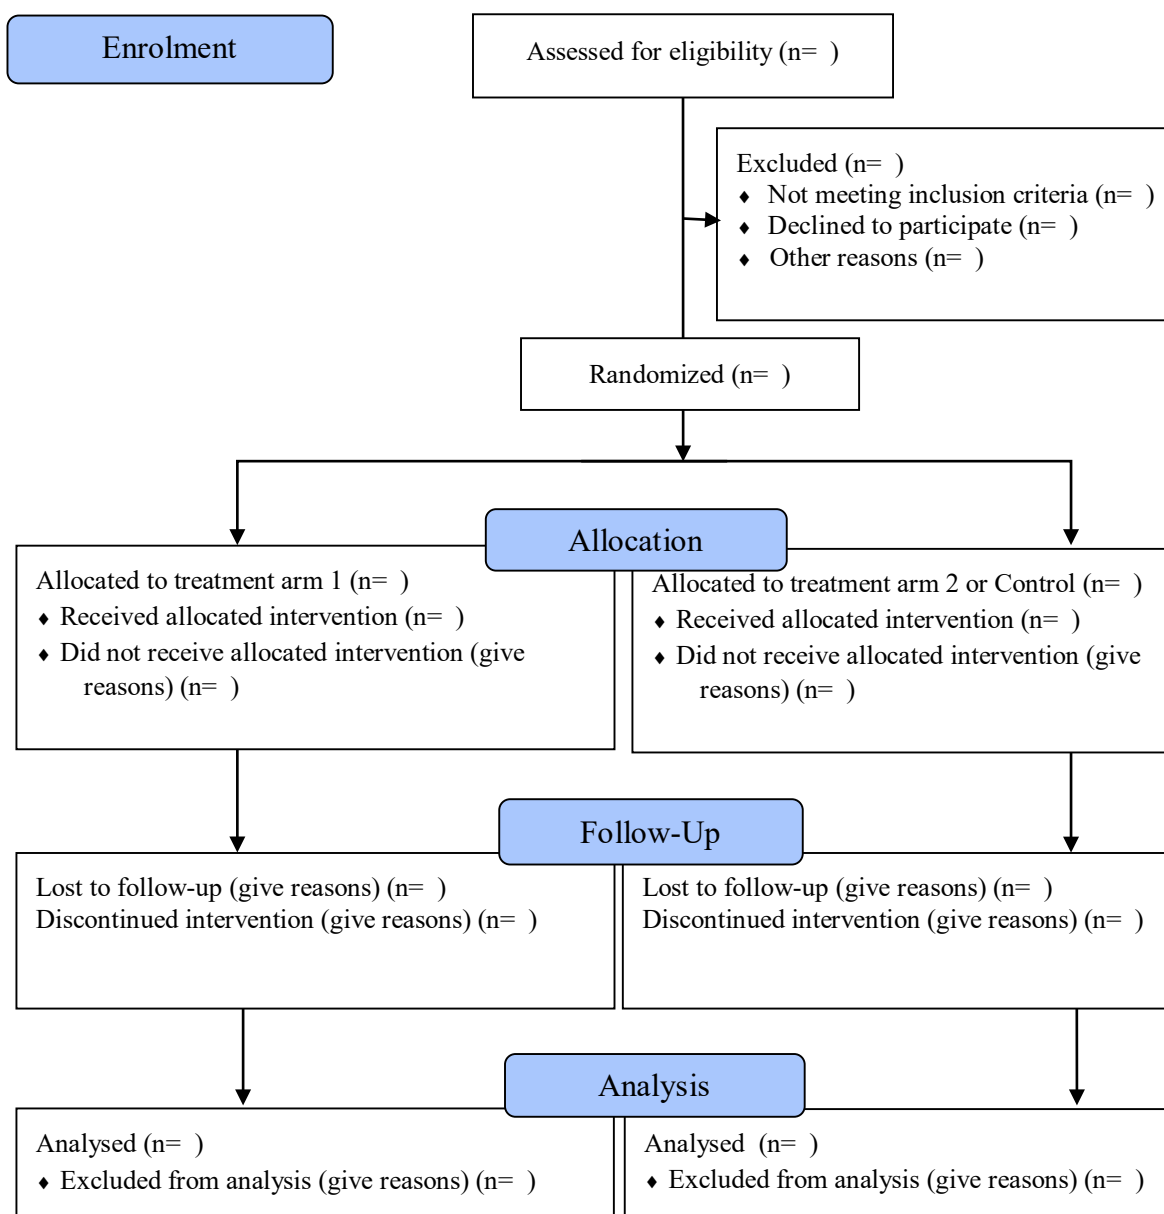 Enrolment
Assessed for eligibility (n=  )
Excluded (n=  )
♦ Not meeting inclusion criteria (n=  )
♦ Declined to participate (n=  )
♦ Other reasons (n=  )
Randomized (n=  )
Allocation
Allocated to treatment arm 1 (n=  )
♦ Received allocated intervention (n=  )
♦ Did not receive allocated intervention (give
reasons) (n=  )
Allocated to treatment arm 2 or Control (n=  )
♦ Received allocated intervention (n=  )
♦ Did not receive allocated intervention (give
reasons) (n=  )
Follow-Up
Lost to follow-up (give reasons) (n=  )
Discontinued intervention (give reasons) (n=  )
Lost to follow-up (give reasons) (n=  )
Discontinued intervention (give reasons) (n=  )
Analysis
Analysed (n=  )
♦ Excluded from analysis (give reasons) (n=  )
Analysed  (n=  )
♦ Excluded from analysis (give reasons) (n=  )